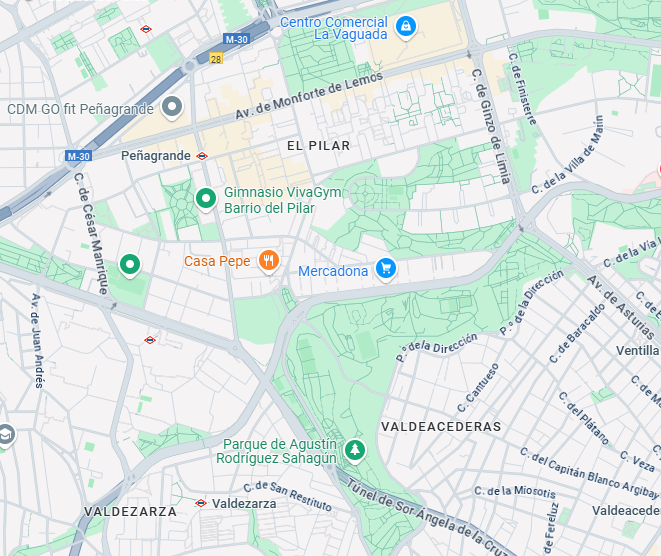 Centro Comercial
La Vaguada
M-30
28
CDM GO fit Peñagrande
Av. de Monforte de Lemos
C. de Ginzo de Limia
C. de Finisterre
EL PILAR
M-30
Peñagrande
C. de la Villa de Marín
C. de César Manrique
Gimnasio VivaGym
Barrio del Pilar
Casa Pepe
Mercadona
C. de la Vía
Av. de Asturias
Av. de Juan Andrés
P.º de la Dirección
P.º de la Dirección
C. de Baracaldo
Ventilla
C. Cantueso
C. del Plátano
VALDEACEDERAS
Parque de Agustín
Rodríguez Sahagún
C. Veza
C. del Capitán Blanco Argibay
C. de San Restituto
Túnel de Sor Ángela de la Cruz
C. de la Miosotis
VALDEZARZA
Valdezarza
Valdeacede
de Fereluz